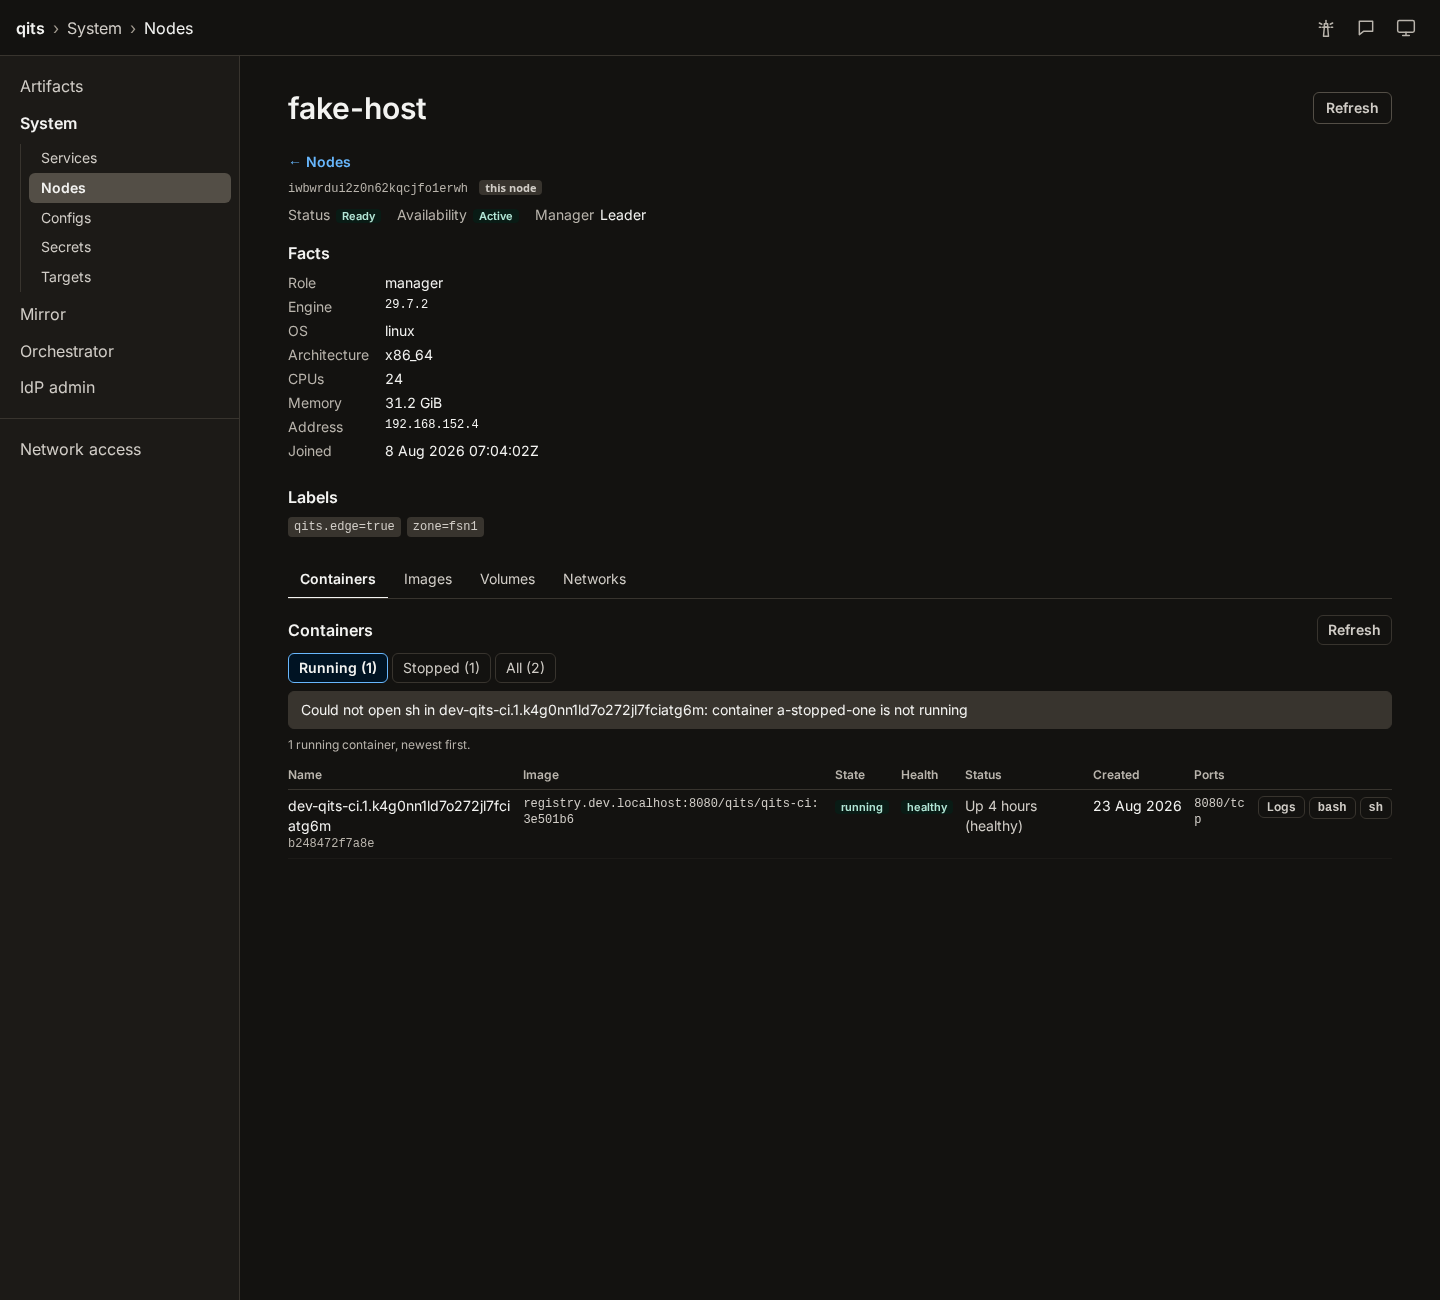 qits › System › Nodes
Artifacts
System
Services
Nodes
Configs
Secrets
Targets
Mirror
Orchestrator
IdP admin
Network access
fake-host
Refresh
← Nodes
iwbwrdui2z0n62kqcjfo1erwh this node
Status Ready Availability Active Manager Leader
Facts
Role manager
Engine 29.7.2
OS linux
Architecture x86_64
CPUs 24
Memory 31.2 GiB
Address 192.168.152.4
Joined 8 Aug 2026 07:04:02Z
Labels
qits.edge=true zone=fsn1
Containers Images Volumes Networks
Containers
Refresh
Running (1) Stopped (1) All (2)
Could not open sh in dev-qits-ci.1.k4g0nn1ld7o272jl7fciatg6m: container a-stopped-one is not running
1 running container, newest first.
Name Image State Health Status Created Ports
dev-qits-ci.1.k4g0nn1ld7o272jl7fci
atg6m
b248472f7a8e
registry.dev.localhost:8080/qits/qits-ci:
3e501b6
running
healthy
Up 4 hours
(healthy)
23 Aug 2026
8080/tc
p
Logs bash sh